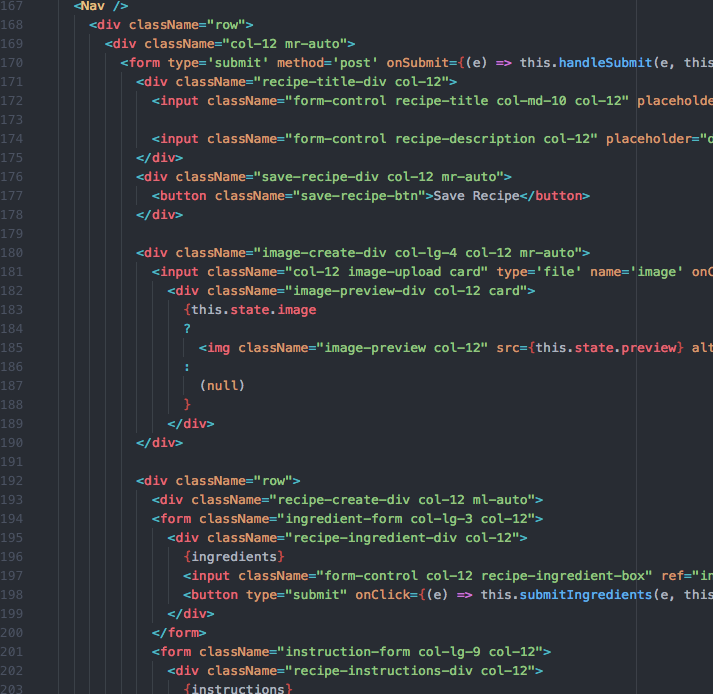 167 <Nav />
168 <div className="row">
169 <div className="col-12 mr-auto">
170 <form type='submit' method='post' onSubmit={(e) => this.handleSubmit(e, this
171 <div className="recipe-title-div col-12">
172 <input className="form-control recipe-title col-md-10 col-12" placeholde
173
174 <input className="form-control recipe-description col-12" placeholder="d
175 </div>
176 <div className="save-recipe-div col-12 mr-auto">
177 <button className="save-recipe-btn">Save Recipe</button>
178 </div>
179
180 <div className="image-create-div col-lg-4 col-12 mr-auto">
181 <input className="col-12 image-upload card" type='file' name='image' onC
182 <div className="image-preview-div col-12 card">
183 {this.state.image
184 ?
185 <img className="image-preview col-12" src={this.state.preview} alt
186 :
187 (null)
188 }
189 </div>
190 </div>
191
192 <div className="row">
193 <div className="recipe-create-div col-12 ml-auto">
194 <form className="ingredient-form col-lg-3 col-12">
195 <div className="recipe-ingredient-div col-12">
196 {ingredients}
197 <input className="form-control col-12 recipe-ingredient-box" ref="in
198 <button type="submit" onClick={(e) => this.submitIngredients(e, this
199 </div>
200 </form>
201 <form className="instruction-form col-lg-9 col-12">
202 <div className="recipe-instructions-div col-12">
203 {instructions}